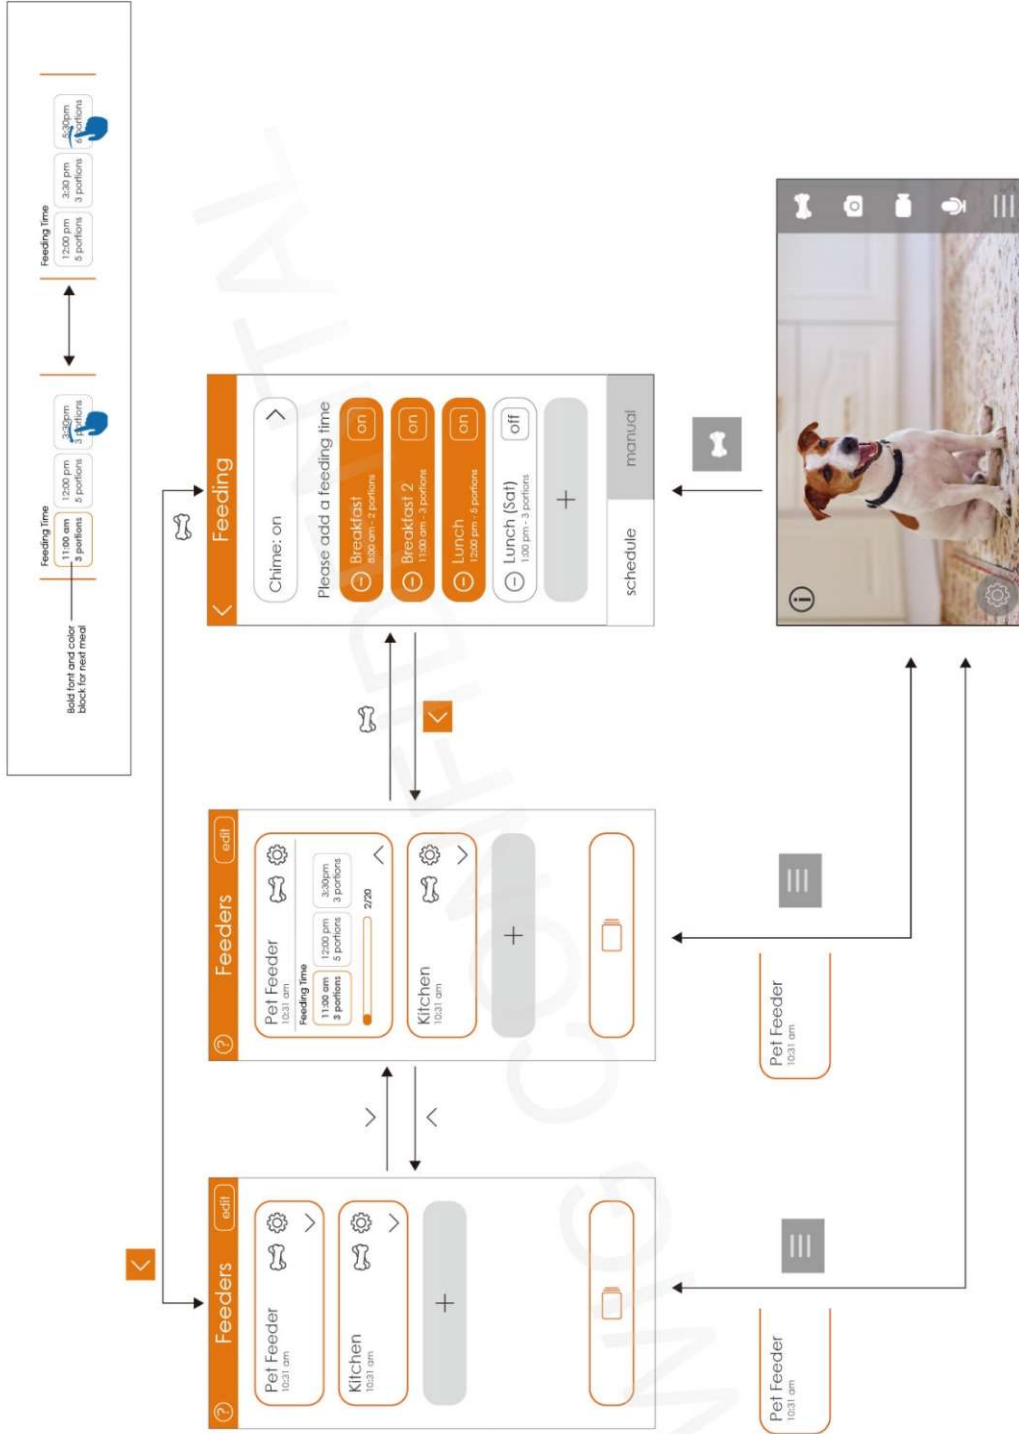 Feeders
edit
Pet Feeder
10:31 am
Kitchen
10:31 am
+
Feeders
edit
Pet Feeder
10:31 am
Feeding Time
11:00 am
3 portions
12:00 pm
5 portions
3:30pm
3 portions
2/20
Kitchen
10:31 am
+
Feeding
Chime: on
Please add a feeding time
Breakfast
8:00 am - 2 portions
on
Breakfast 2
11:00 am - 3 portions
on
Lunch
12:00 pm - 5 portions
on
Lunch (Sat)
1:00 pm - 3 portions
off
+
schedule
manual
Feeding Time
11:00 am
3 portions
12:00 pm
5 portions
3:30pm
3 portions
Bold font and color
block for next meal
Feeding Time
12:00 pm
5 portions
3:30 pm
3 portions
5:30pm
6 portions
Pet Feeder
10:31 am
Pet Feeder
10:31 am